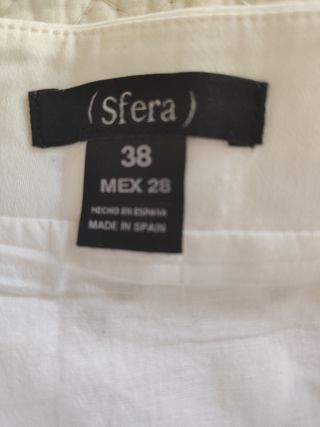 (Sfera)
38
MEX 28
HECHO EN ESPAÑA
MADE IN SPAIN